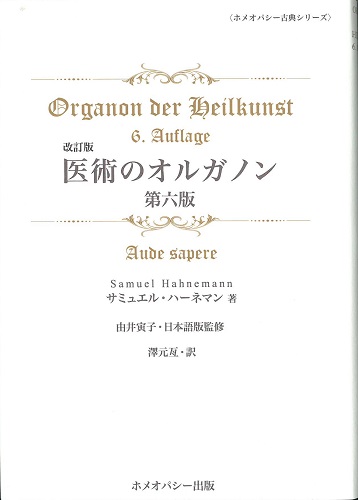 〈ホメオパシー古典シリーズ〉
Organon der Heilkunst
6. Auflage
改訂版
医術のオルガノン
第六版
Aude sapere
Samuel Hahnemann
サミュエル・ハーネマン 著
由井寅子・日本語版監修
澤元亙・訳
ホメオパシー出版